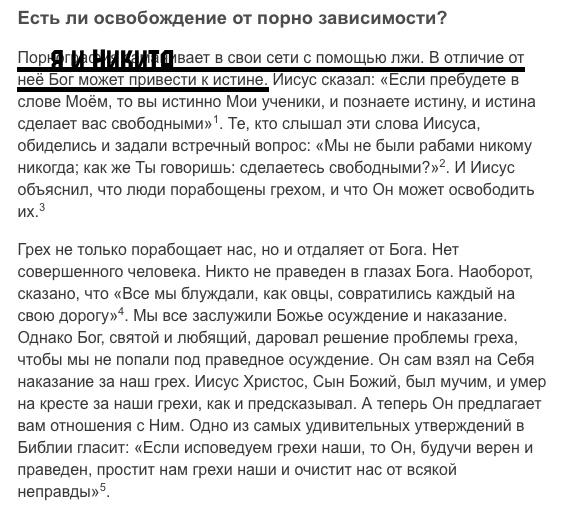 Есть ли освобождение от порно зависимости?
Я и НИКИТА
Порнография заманивает в свои сети с помощью лжи. В отличие от
неё Бог может привести к истине. Иисус сказал: «Если пребудете в
слове Моём, то вы истинно Мои ученики, и познаете истину, и истина
сделает вас свободными»¹. Те, кто слышал эти слова Иисуса,
обиделись и задали встречный вопрос: «Мы не были рабами никому
никогда; как же Ты говоришь: сделаетесь свободными?»². И Иисус
объяснил, что люди порабощены грехом, и что Он может освободить
их.³
Грех не только порабощает нас, но и отдаляет от Бога. Нет
совершенного человека. Никто не праведен в глазах Бога. Наоборот,
сказано, что «Все мы блуждали, как овцы, совратились каждый на
свою дорогу»⁴. Мы все заслужили Божье осуждение и наказание.
Однако Бог, святой и любящий, даровал решение проблемы греха,
чтобы мы не попали под праведное осуждение. Он сам взял на Себя
наказание за наш грех. Иисус Христос, Сын Божий, был мучим, и умер
на кресте за наши грехи, как и предсказывал. А теперь Он предлагает
вам отношения с Ним. Одно из самых удивительных утверждений в
Библии гласит: «Если исповедуем грехи наши, то Он, будучи верен и
праведен, простит нам грехи наши и очистит нас от всякой
неправды»⁵.